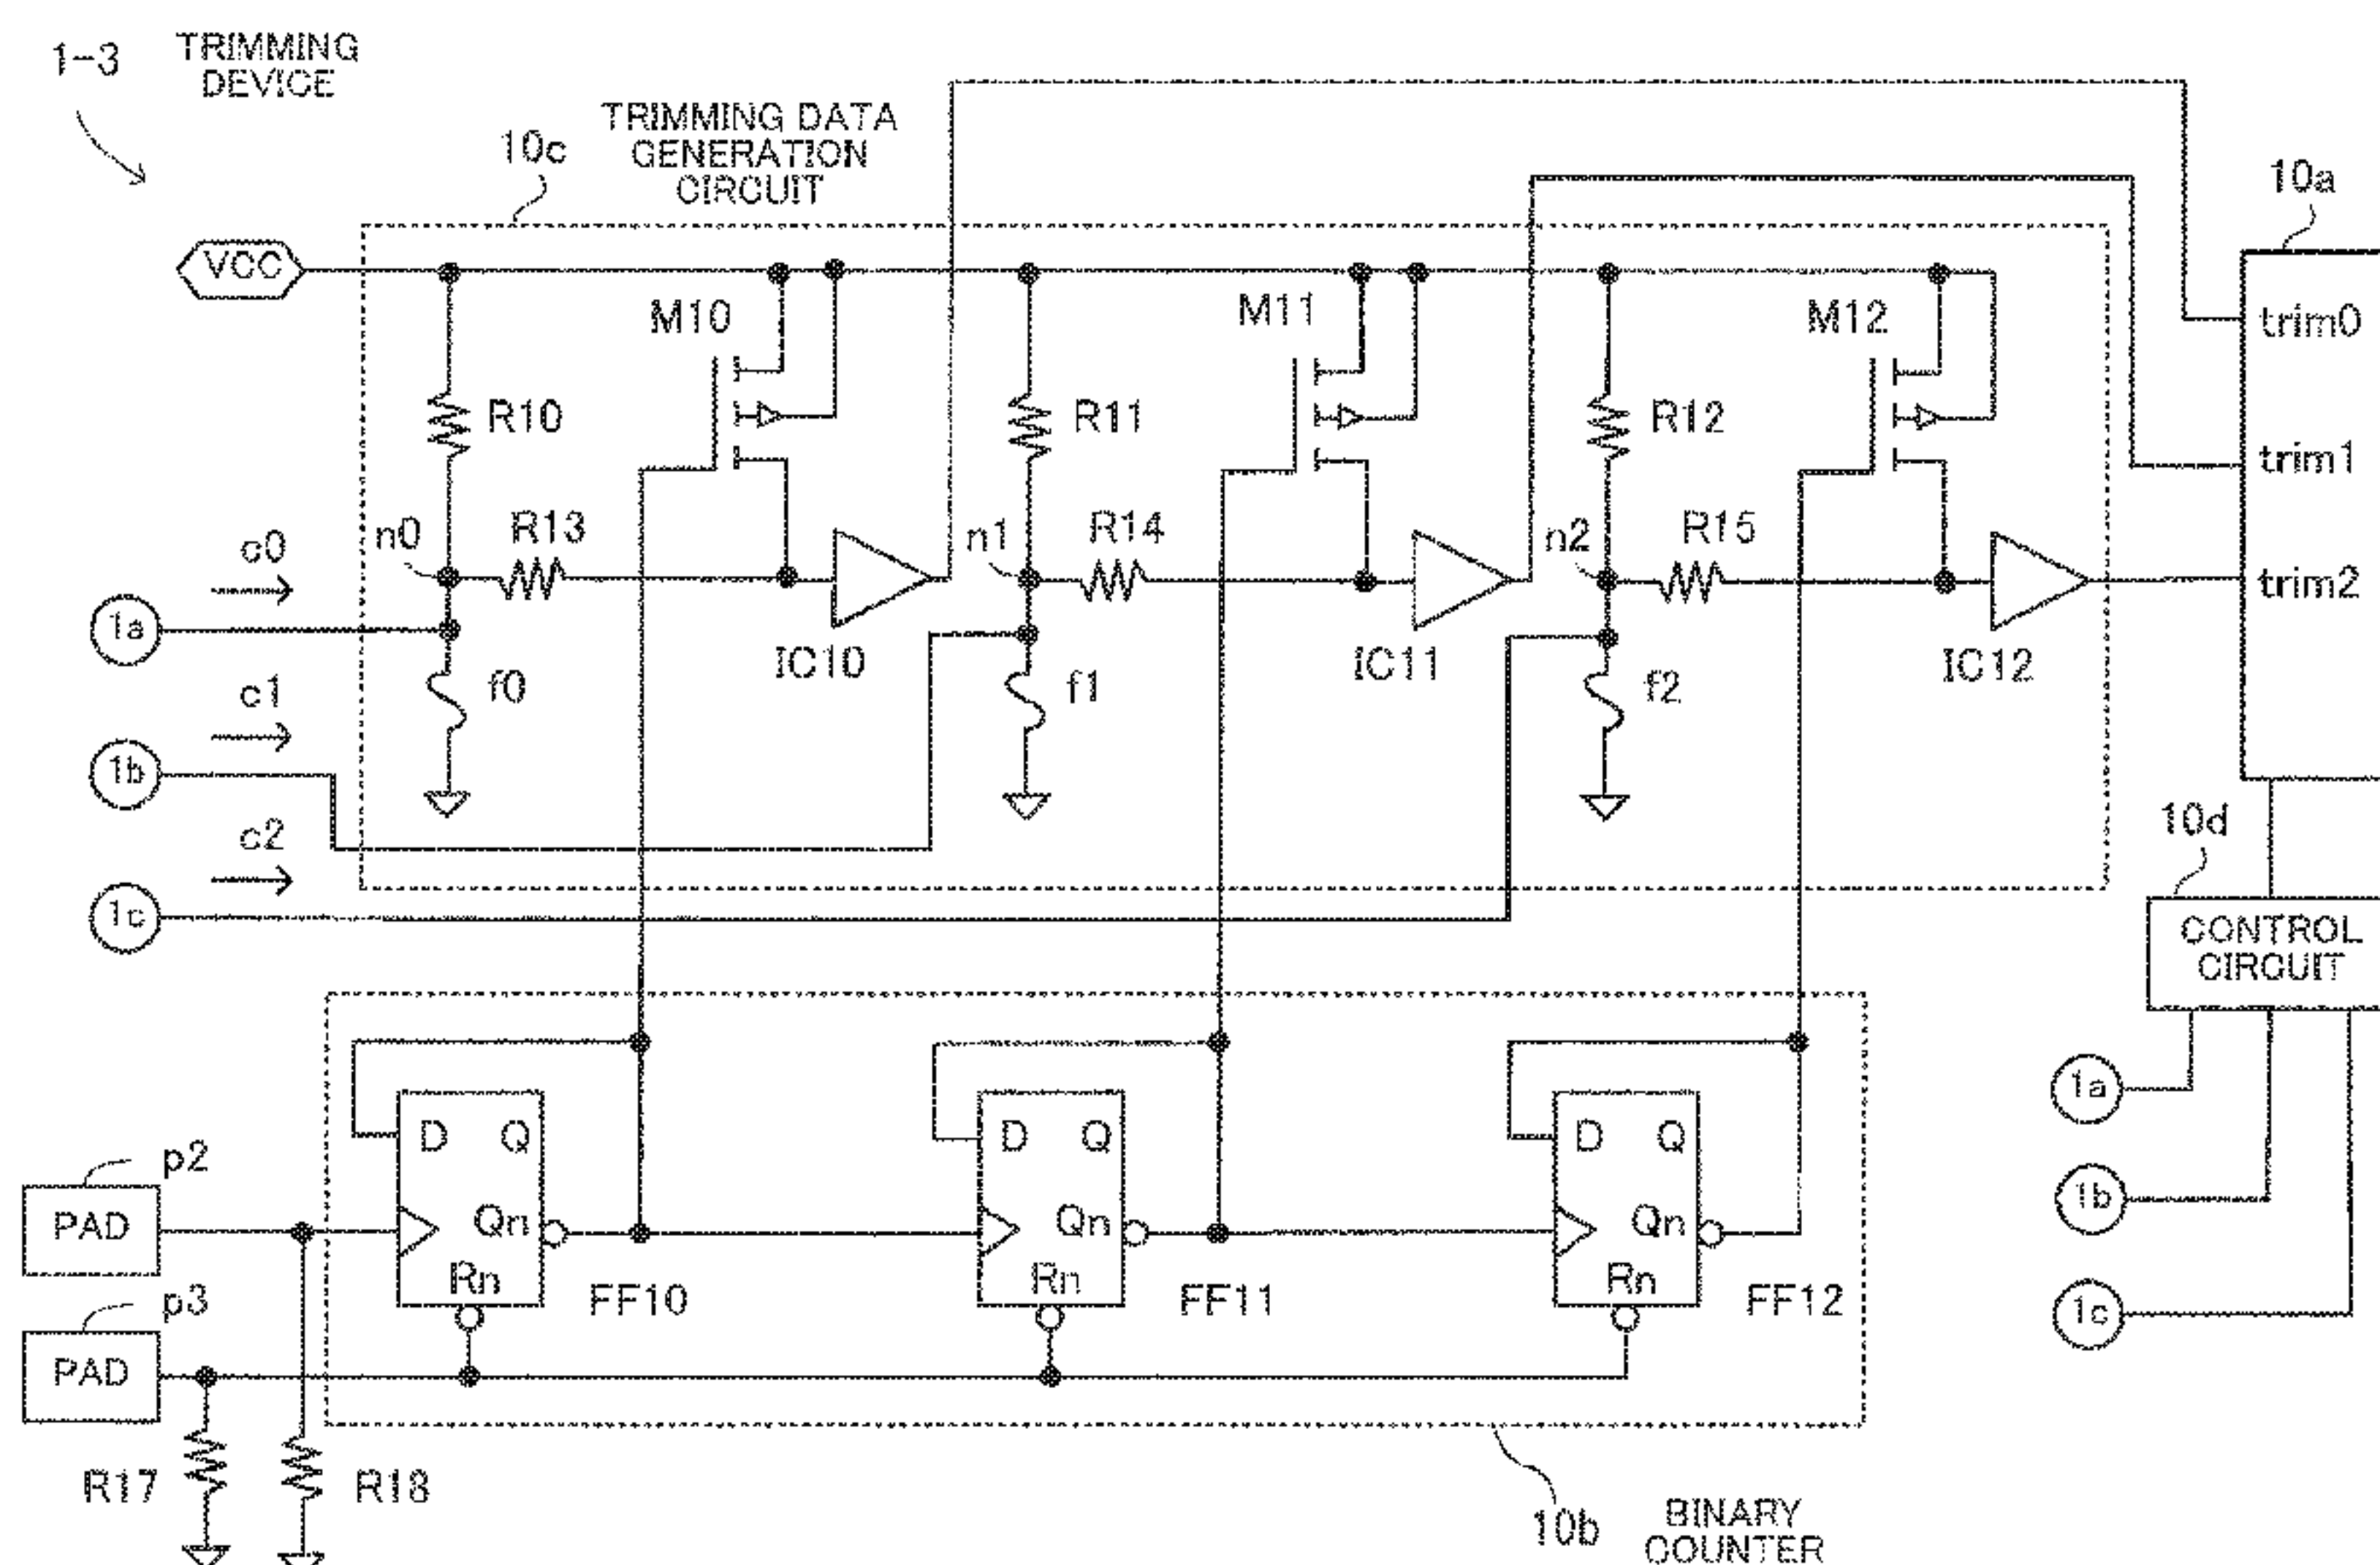 1-3
TRIMMING
DEVICE
10c
TRIMMING DATA
GENERATION
CIRCUIT
10a
VCC
M10
M11
M12
trim0
R10
R11
R12
trim1
n0
R13
n1
R14
n2
R15
c0
trim2
1a
IC10
IC11
IC12
c1
f0
f1
f2
1b
10d
c2
1c
CONTROL
CIRCUIT
D Q
D Q
D Q
1a
p2
PAD
Qn
Qn
Qn
1b
Rn
FF10
Rn
FF11
Rn
FF12
p3
PAD
1c
R17
R18
10b
BINARY
COUNTER